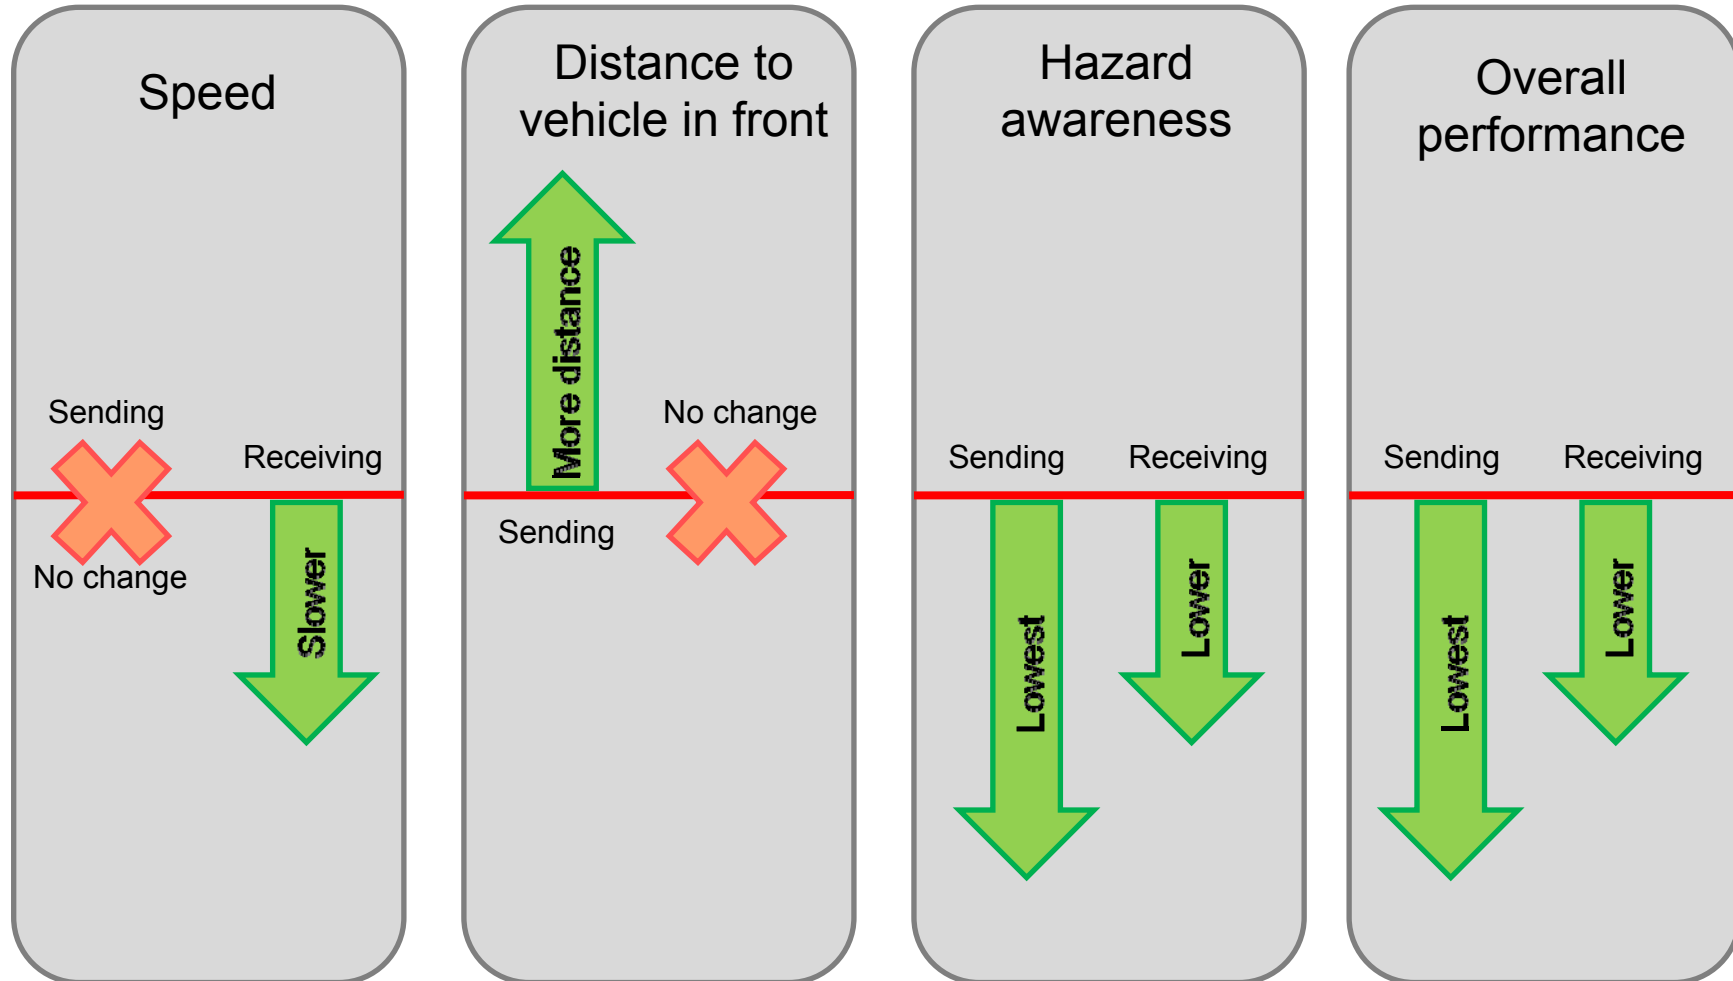 Speed
Sending
Receiving
No change
Slower
Distance to
vehicle in front
More distance
No change
Sending
Hazard
awareness
Sending
Receiving
Lowest
Lower
Overall
performance
Sending
Receiving
Lowest
Lower